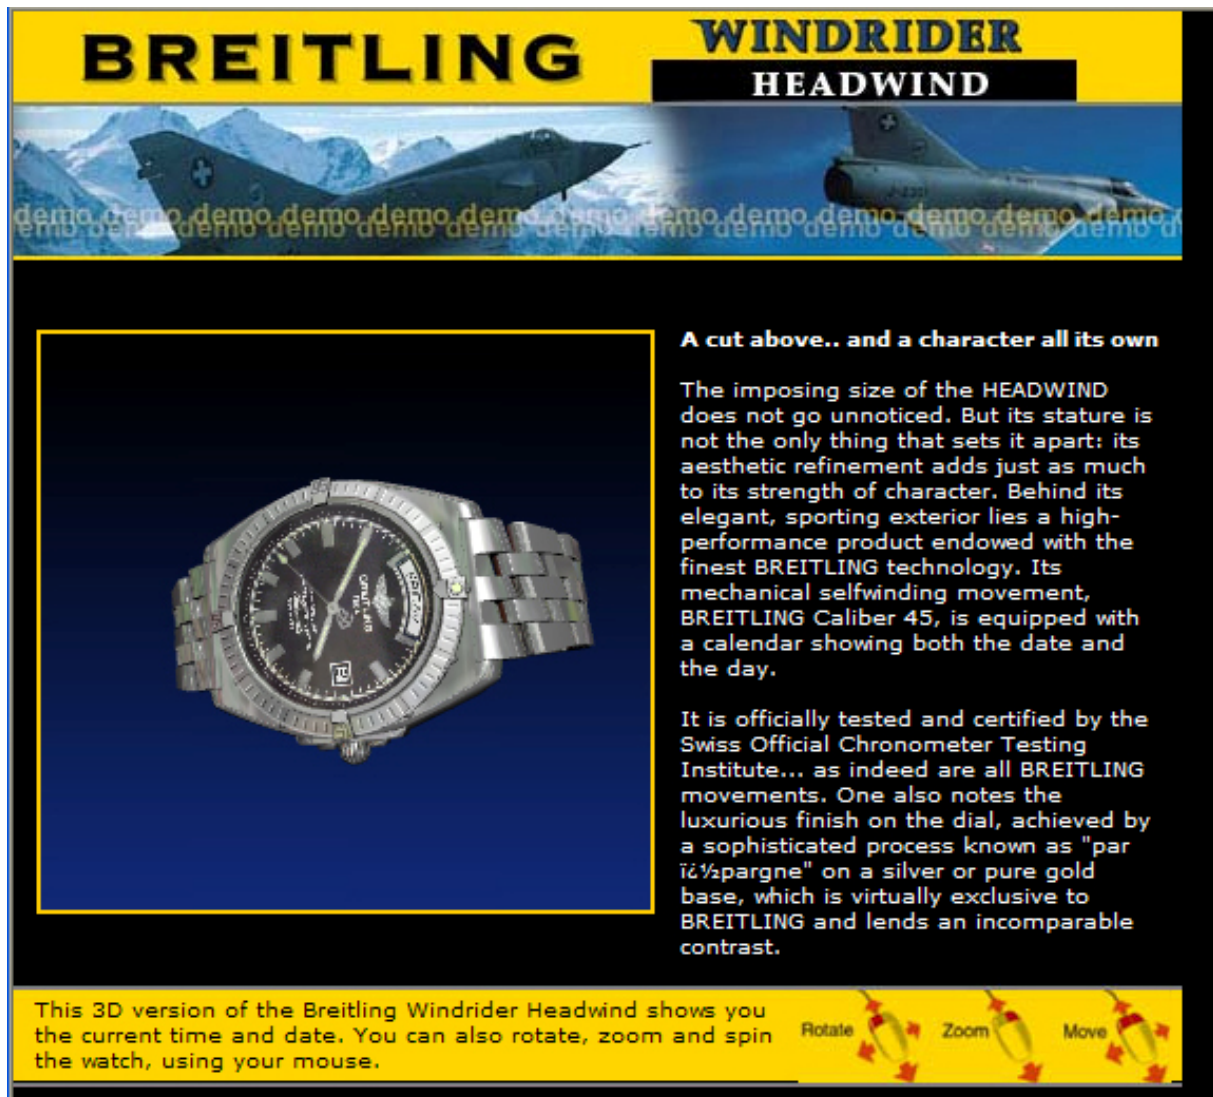 BREITLING
WINDRIDER
HEADWIND
demo demo demo demo demo demo demo demo demo demo demo demo demo
A cut above.. and a character all its own
The imposing size of the HEADWIND
does not go unnoticed. But its stature is
not the only thing that sets it apart: its
aesthetic refinement adds just as much
to its strength of character. Behind its
elegant, sporting exterior lies a high-
performance product endowed with the
finest BREITLING technology. Its
mechanical selfwinding movement,
BREITLING Caliber 45, is equipped with
a calendar showing both the date and
the day.
It is officially tested and certified by the
Swiss Official Chronometer Testing
Institute... as indeed are all BREITLING
movements. One also notes the
luxurious finish on the dial, achieved by
a sophisticated process known as "par
ï¿½pargne" on a silver or pure gold
base, which is virtually exclusive to
BREITLING and lends an incomparable
contrast.
This 3D version of the Breitling Windrider Headwind shows you
the current time and date. You can also rotate, zoom and spin
the watch, using your mouse.
Rotate
Zoom
Move